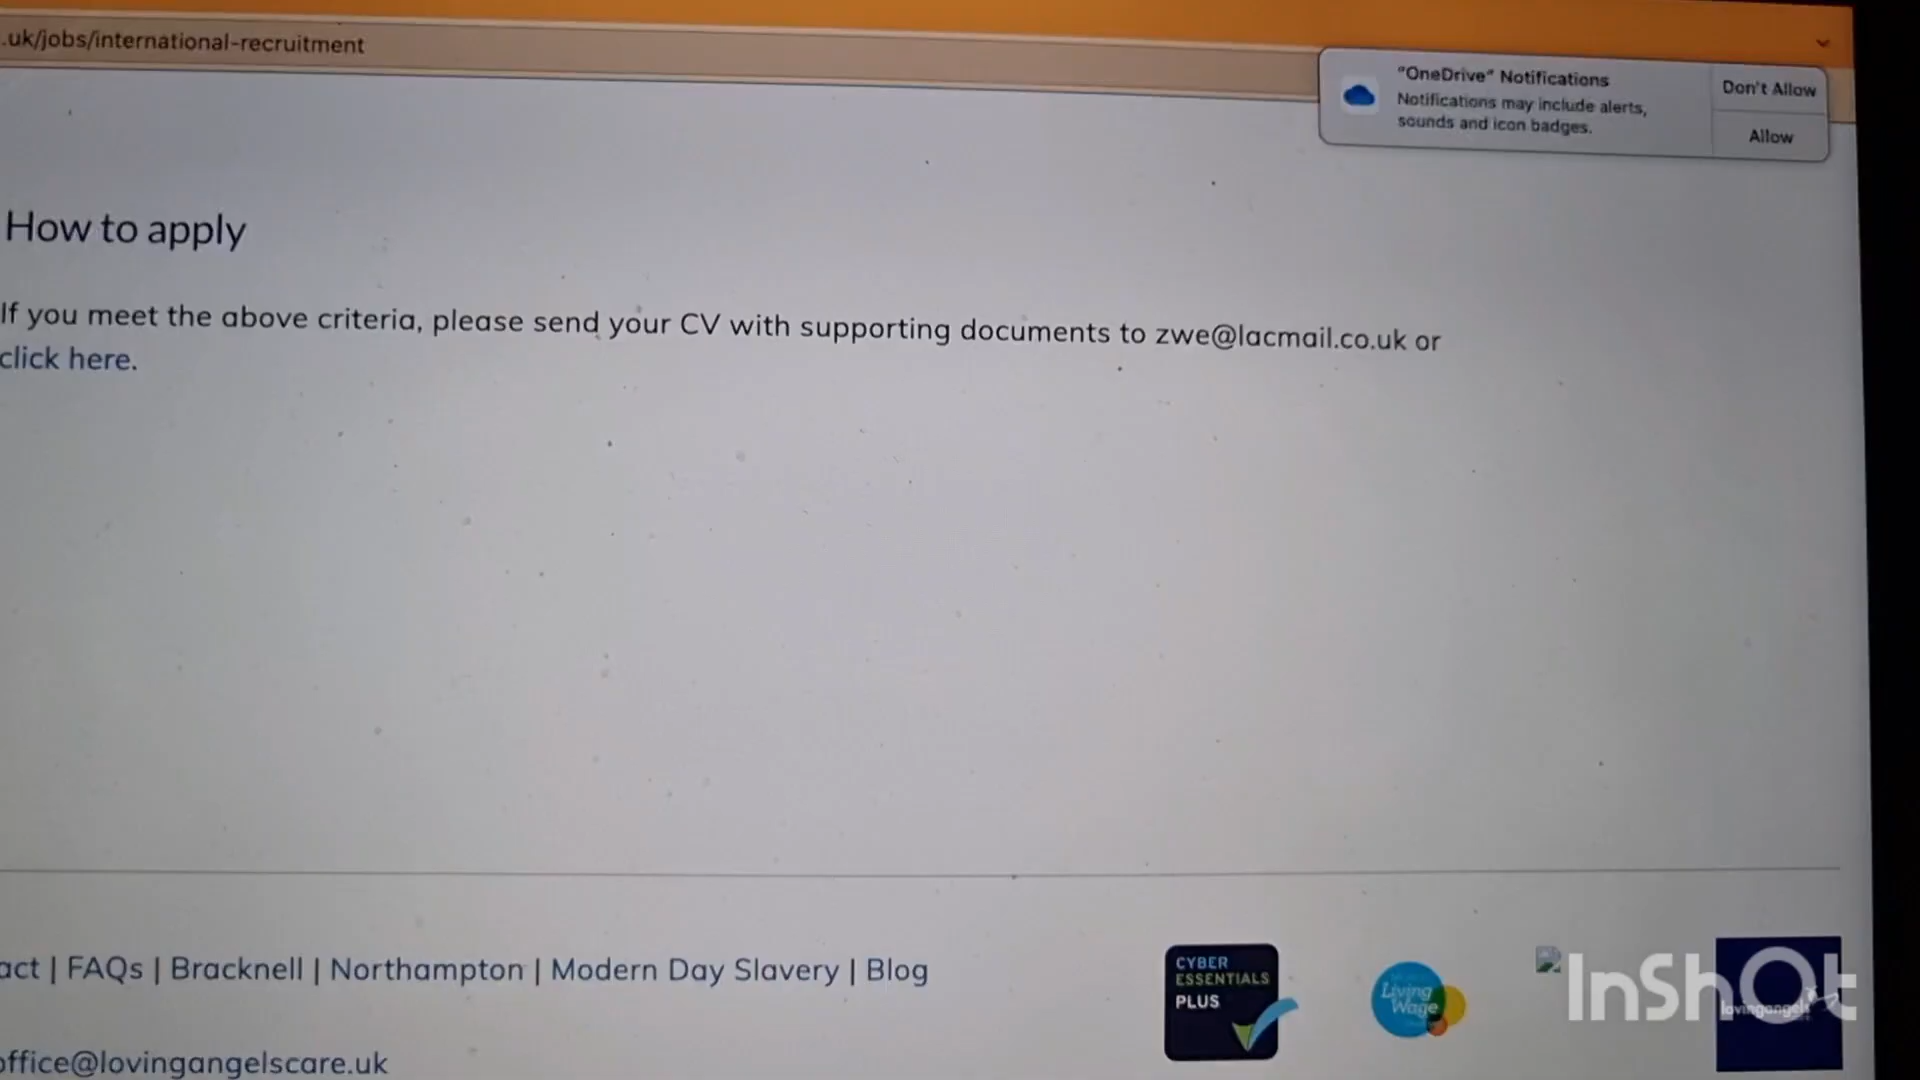 .uk/jobs/international-recruitment
"OneDrive" Notifications
Notifications may include alerts,
sounds and icon badges.
Don't Allow
Allow
How to apply
If you meet the above criteria, please send your CV with supporting documents to zwe@lacmail.co.uk or
click here.
act | FAQs | Bracknell | Northampton | Modern Day Slavery | Blog
CYBER
ESSENTIALS
PLUS
Living
Wage
InShOt
lovingangels
office@lovingangelscare.uk